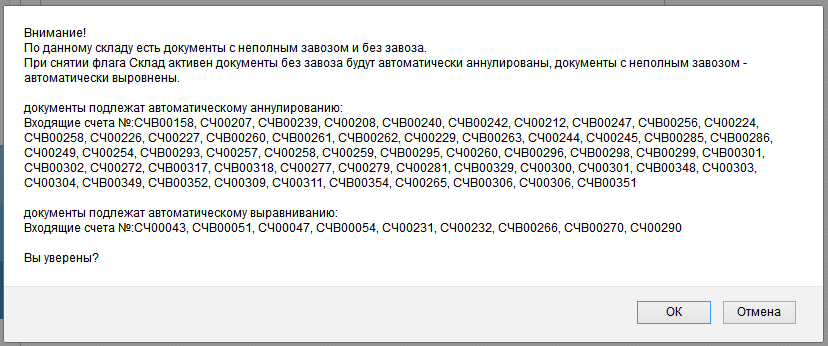 Внимание!
По данному складу есть документы с неполным завозом и без завоза.
При снятии флага Склад активен документы без завоза будут автоматически аннулированы, документы с неполным завозом -
автоматически выровнены.
документы подлежат автоматическому аннулированию:
Входящие счета №:СЧВ00158, СЧ00207, СЧВ00239, СЧ00208, СЧВ00240, СЧВ00242, СЧ00212, СЧВ00247, СЧВ00256, СЧ00224,
СЧВ00258, СЧ00226, СЧ00227, СЧВ00260, СЧВ00261, СЧВ00262, СЧ00229, СЧВ00263, СЧ00244, СЧ00245, СЧВ00285, СЧВ00286,
СЧ00249, СЧ00254, СЧВ00293, СЧ00257, СЧ00258, СЧ00259, СЧВ00295, СЧ00260, СЧВ00296, СЧВ00298, СЧВ00299, СЧВ00301,
СЧВ00302, СЧ00272, СЧВ00317, СЧВ00318, СЧ00277, СЧ00279, СЧ00281, СЧВ00329, СЧ00300, СЧ00301, СЧВ00348, СЧ00303,
СЧ00304, СЧВ00349, СЧВ00352, СЧ00309, СЧ00311, СЧВ00354, СЧ00265, СЧВ00306, СЧ00306, СЧВ00351
документы подлежат автоматическому выравниванию:
Входящие счета №:СЧ00043, СЧВ00051, СЧ00047, СЧВ00054, СЧ00231, СЧ00232, СЧВ00266, СЧВ00270, СЧ00290
Вы уверены?
ОК
Отмена